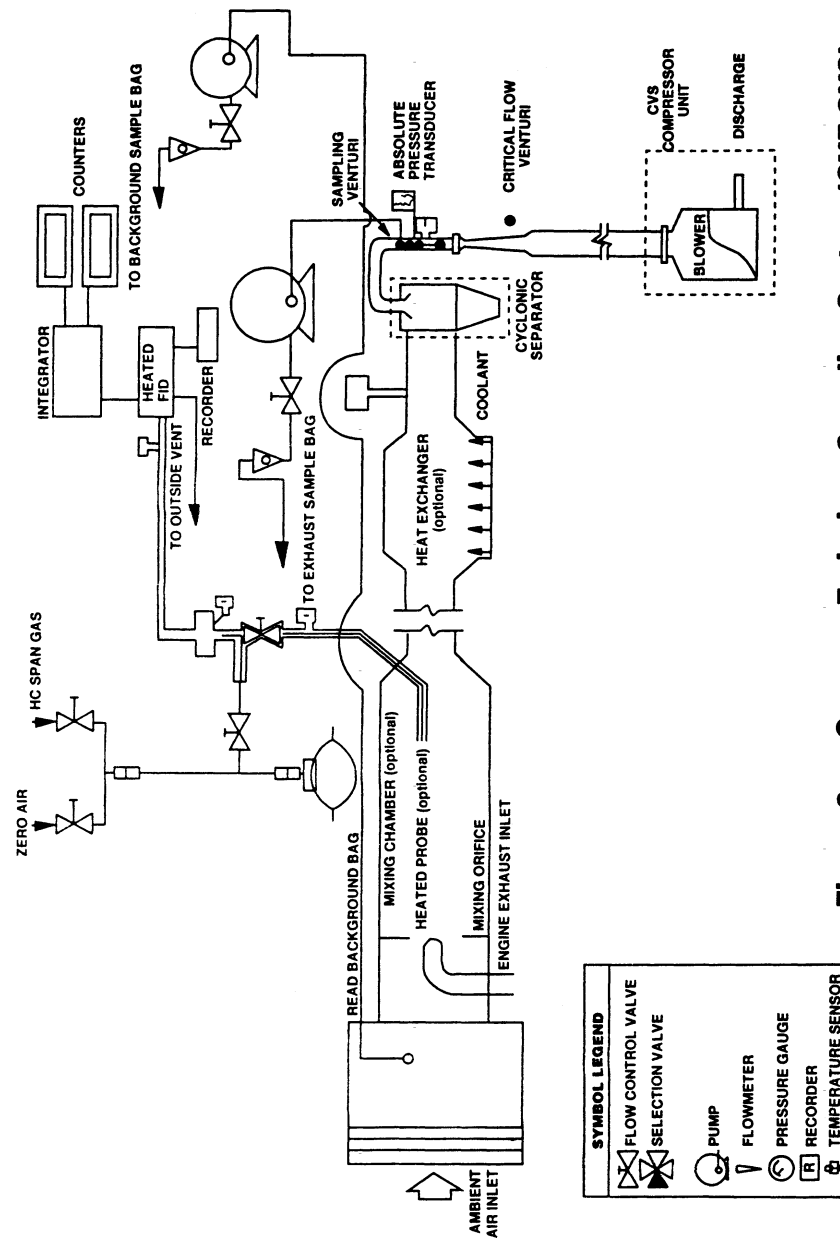 ZERO AIR
HC SPAN GAS
INTEGRATOR
COUNTERS
HEATED
FID
RECORDER
TO OUTSIDE VENT
TO BACKGROUND SAMPLE BAG
TO EXHAUST SAMPLE BAG
READ BACKGROUND BAG
MIXING CHAMBER (optional)
HEATED PROBE (optional)
MIXING ORIFICE
ENGINE EXHAUST INLET
AMBIENT
AIR INLET
HEAT EXCHANGER
(optional)
COOLANT
CYCLONIC
SEPARATOR
SAMPLING
VENTURI
ABSOLUTE
PRESSURE
TRANSDUCER
CRITICAL FLOW
VENTURI
CVS
COMPRESSOR
UNIT
BLOWER
DISCHARGE
SYMBOL LEGEND
FLOW CONTROL VALVE
SELECTION VALVE
PUMP
FLOWMETER
PRESSURE GAUGE
R RECORDER
TEMPERATURE SENSOR